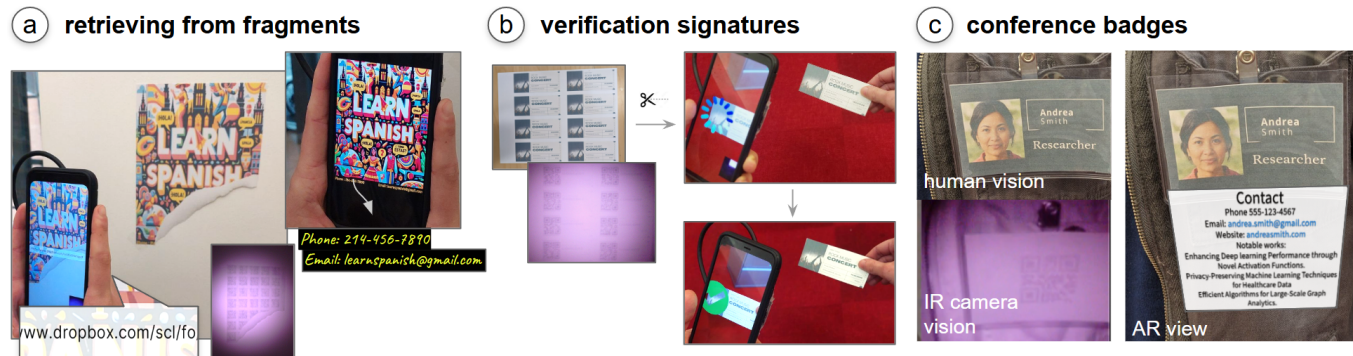 a retrieving from fragments
LEARN
SPANISH
www.dropbox.com/scl/fo
LEARN
SPANISH
Phone: 214-456-7890
Email: learnspanish@gmail.com
b verification signatures
CONCERT
CONCERT
c conference badges
Andrea
Smith
Researcher
human vision
IR camera
vision
Andrea
Smith
Researcher
Contact
Phone 555-123-4567
Email: andrea.smith@gmail.com
Website: andreasmith.com
Notable works:
Enhancing Deep learning Performance through
Novel Activation Functions.
Privacy-Preserving Machine Learning Techniques
for Healthcare Data
Efficient Algorithms for Large-Scale Graph
Analytics.
AR view